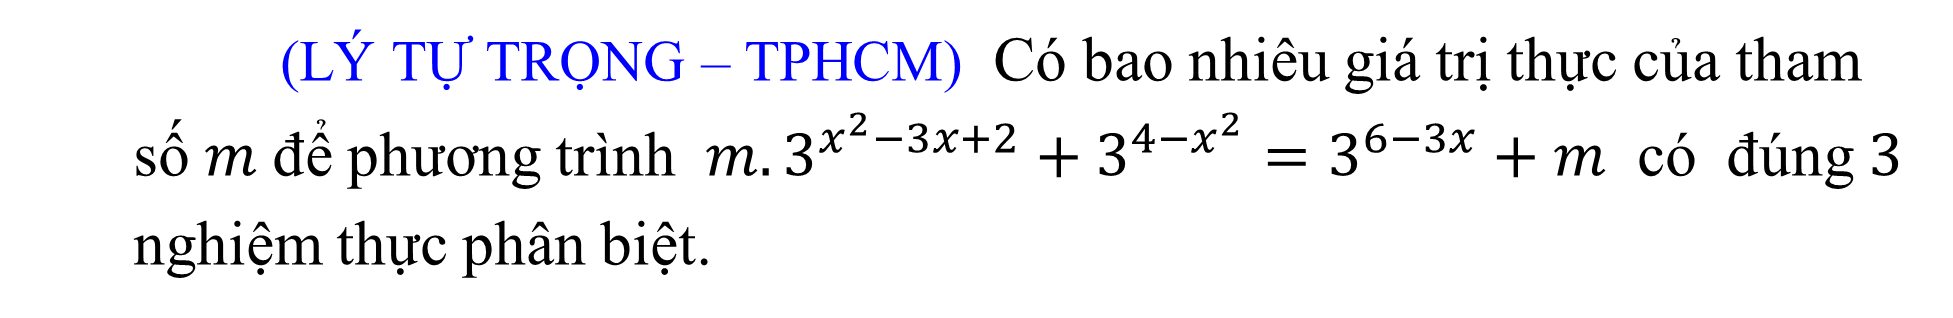 (LÝ TỰ TRỌNG – TPHCM) Có bao nhiêu giá trị thực của tham
số m để phương trình m. 3^{x^2−3x+2} + 3^{4−x^2} = 3^{6−3x} + m có đúng 3
nghiệm thực phân biệt.